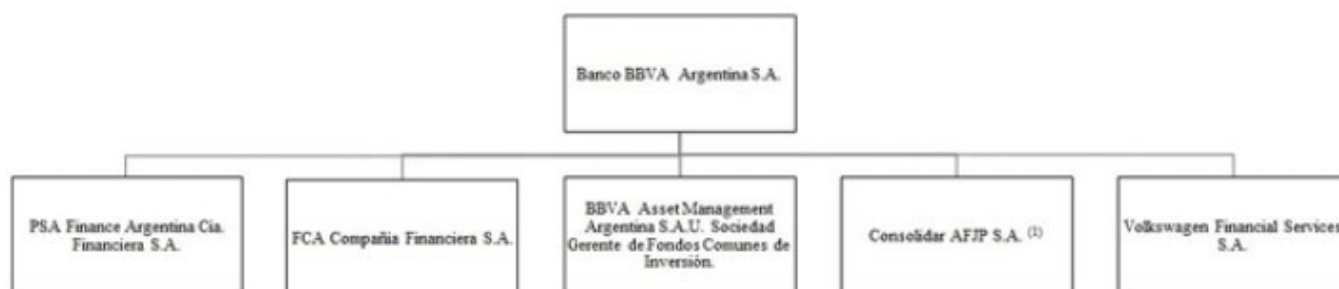 Banco BBVA Argentina S.A.
PSA Finance Argentina Cia.
Financiera S.A.
FCA Compañia Financiera S.A.
BBVA Asset Management
Argentina S.A.U. Sociedad
Gerente de Fondos Comunes de
Inversión.
Consolidar AFJP S.A. (1)
Volkswagen Financial Services
S.A.